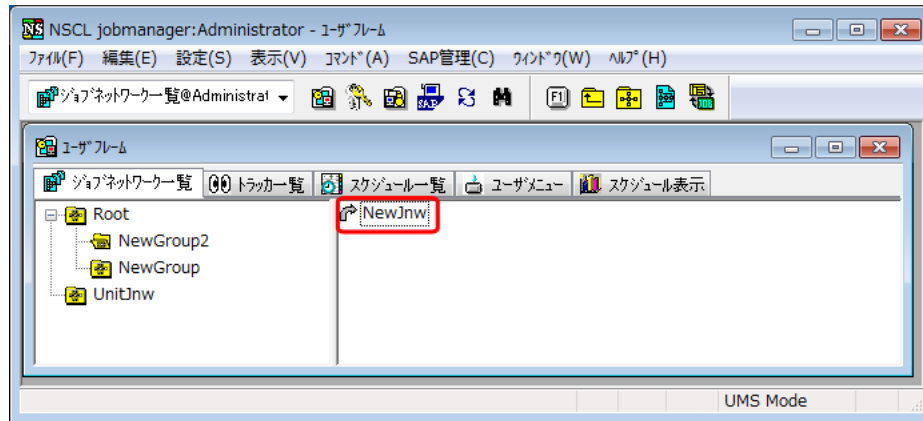 NSCL jobmanager:Administrator - ﾕｰｻﾞﾌﾚｰﾑ
ﾌｧｲﾙ(F) 編集(E) 設定(S) 表示(V) ｺﾏﾝﾄﾞ(A) SAP管理(C) ｳｨﾝﾄﾞｳ(W) ﾍﾙﾌﾟ(H)
ｼﾞｮﾌﾞﾈｯﾄﾜｰｸ一覧@Administrat
ﾕｰｻﾞﾌﾚｰﾑ
ｼﾞｮﾌﾞﾈｯﾄﾜｰｸ一覧 ﾄﾗｯｶ一覧 ｽｹｼﾞｭｰﾙ一覧 ﾕｰｻﾞﾒﾆｭｰ ｽｹｼﾞｭｰﾙ表示
Root NewJnw
NewGroup2
NewGroup
UnitJnw
UMS Mode